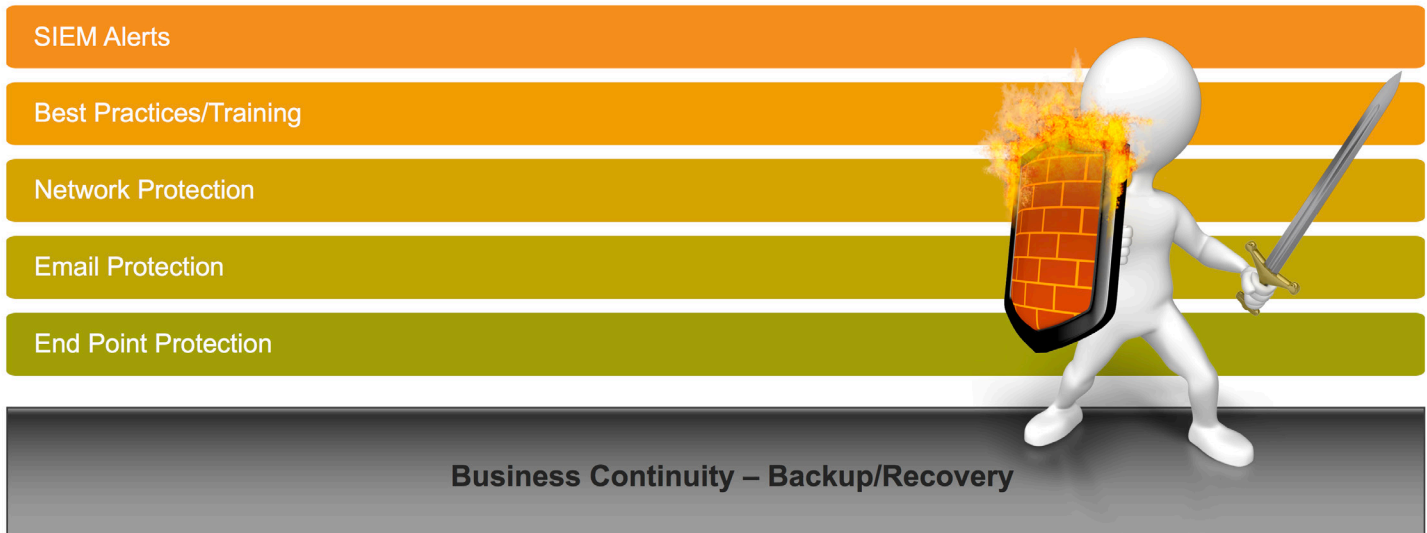 SIEM Alerts
Best Practices/Training
Network Protection
Email Protection
End Point Protection
Business Continuity – Backup/Recovery